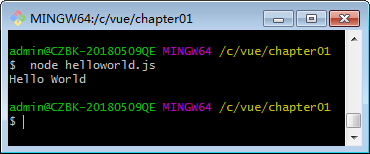 MINGW64:/c/vue/chapter01
admin@CZBK-20180509QE MINGW64 /c/vue/chapter01
$  node helloworld.js
Hello World
admin@CZBK-20180509QE MINGW64 /c/vue/chapter01
$